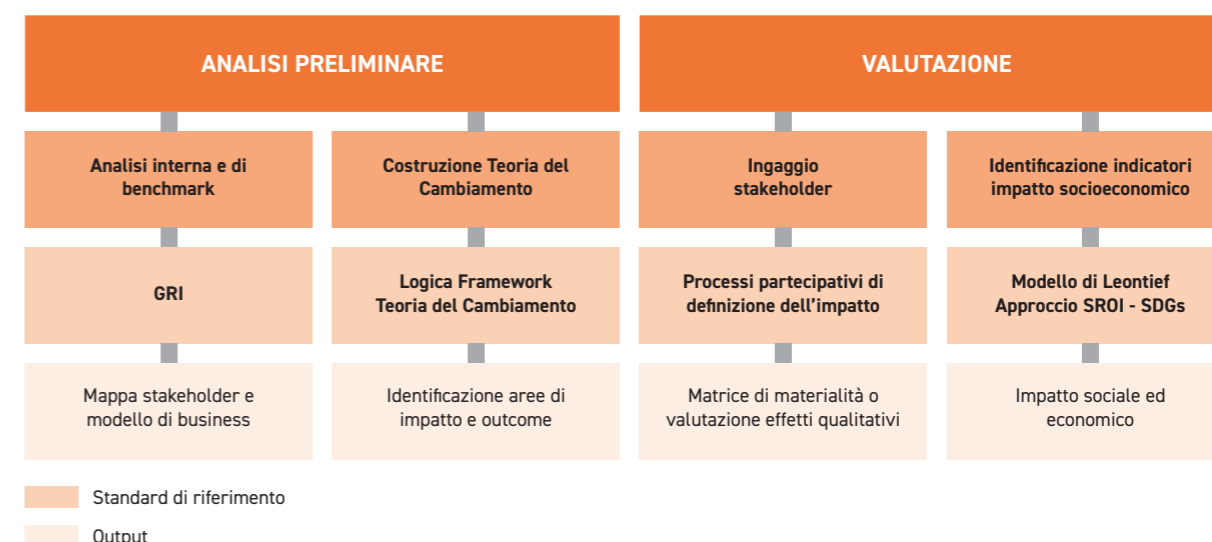 ANALISI PRELIMINARE
VALUTAZIONE
Analisi interna e di
benchmark
Costruzione Teoria del
Cambiamento
Ingaggio
stakeholder
Identificazione indicatori
impatto socioeconomico
GRI
Logica Framework
Teoria del Cambiamento
Processi partecipativi di
definizione dell'impatto
Modello di Leontief
Approccio SROI - SDGs
Mappa stakeholder e
modello di business
Identificazione aree di
impatto e outcome
Matrice di materialità o
valutazione effetti qualitativi
Impatto sociale ed
economico
Standard di riferimento
Output